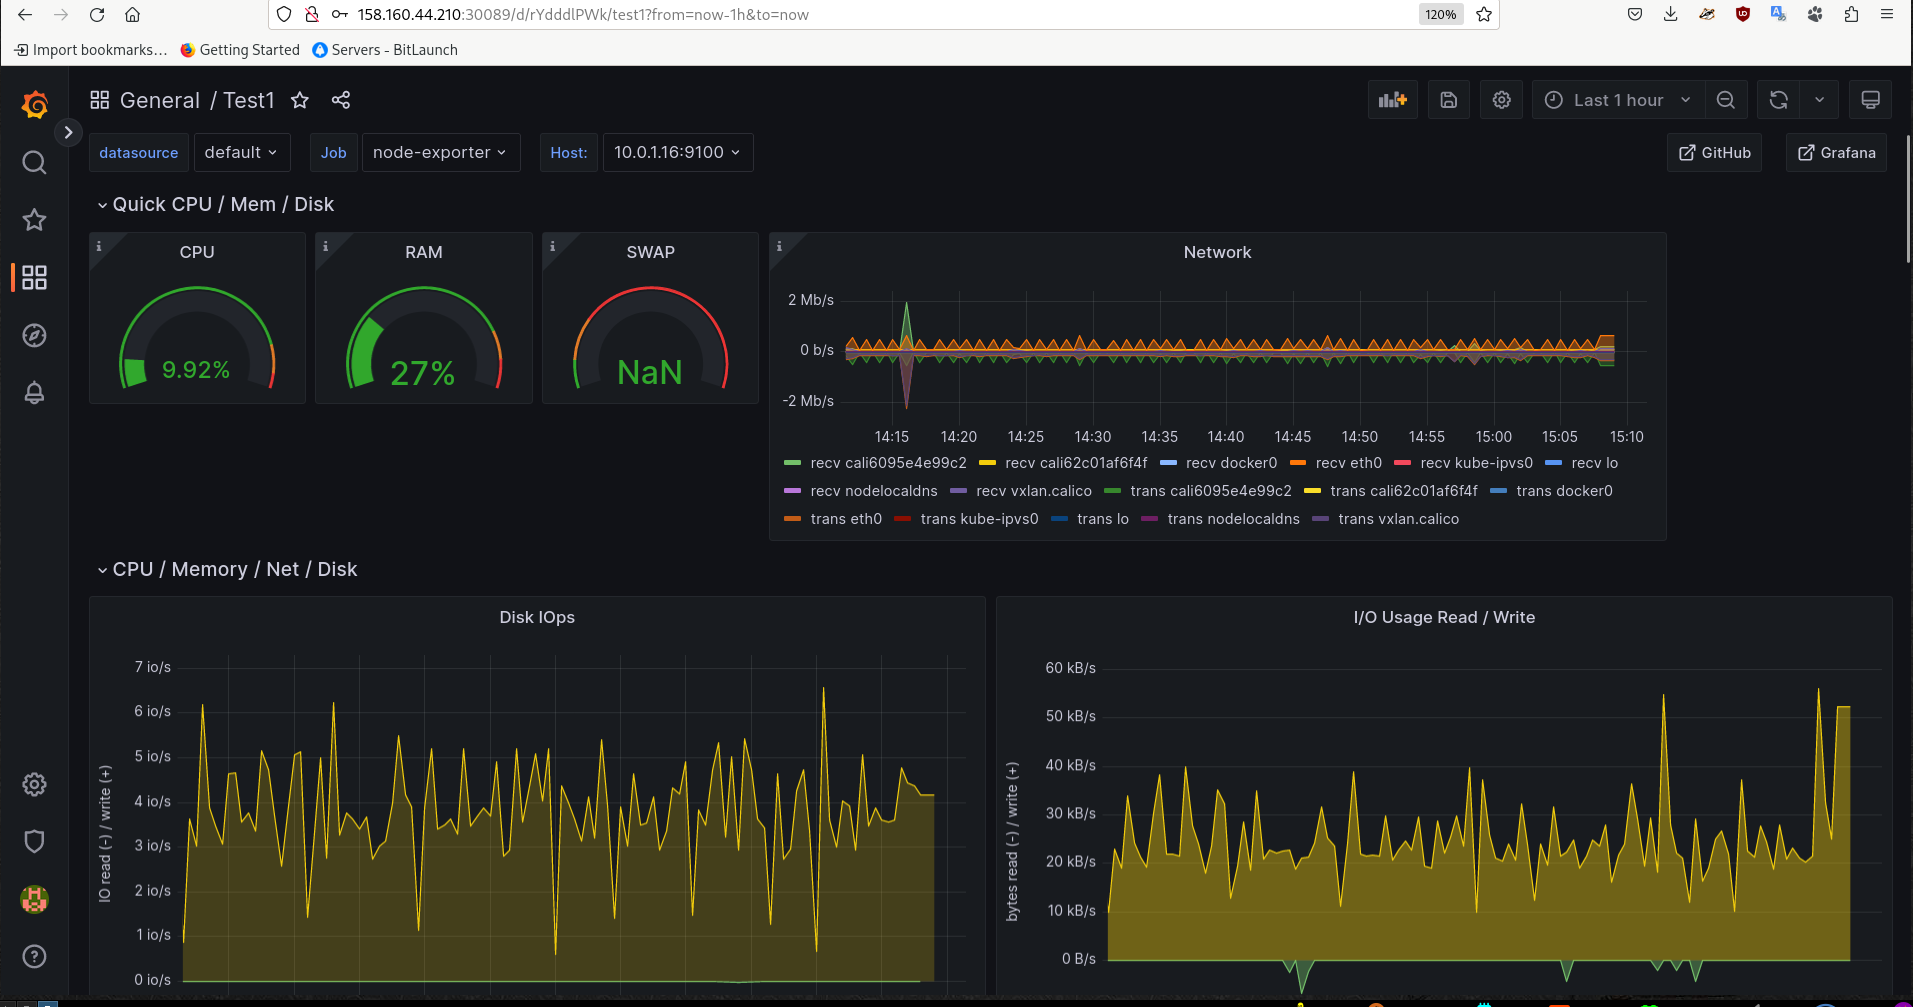 158.160.44.210:30089/d/rYdddlPWk/test1?from=now-1h&to=now 120%
Import bookmarks... Getting Started Servers - BitLaunch
General / Test1 Last 1 hour
datasource default Job node-exporter Host: 10.0.1.16:9100 GitHub Grafana
Quick CPU / Mem / Disk
CPU
9.92%
RAM
27%
SWAP
NaN
Network
2 Mb/s
0 b/s
-2 Mb/s
14:15 14:20 14:25 14:30 14:35 14:40 14:45 14:50 14:55 15:00 15:05 15:10
recv cali6095e4e99c2 recv cali62c01af6f4f recv docker0 recv eth0 recv kube-ipvs0 recv lo
recv nodelocaldns recv vxlan.calico trans cali6095e4e99c2 trans cali62c01af6f4f trans docker0
trans eth0 trans kube-ipvs0 trans lo trans nodelocaldns trans vxlan.calico
CPU / Memory / Net / Disk
Disk IOps
IO read (-) / write (+)
7 io/s
6 io/s
5 io/s
4 io/s
3 io/s
2 io/s
1 io/s
0 io/s
I/O Usage Read / Write
bytes read (-) / write (+)
60 kB/s
50 kB/s
40 kB/s
30 kB/s
20 kB/s
10 kB/s
0 B/s